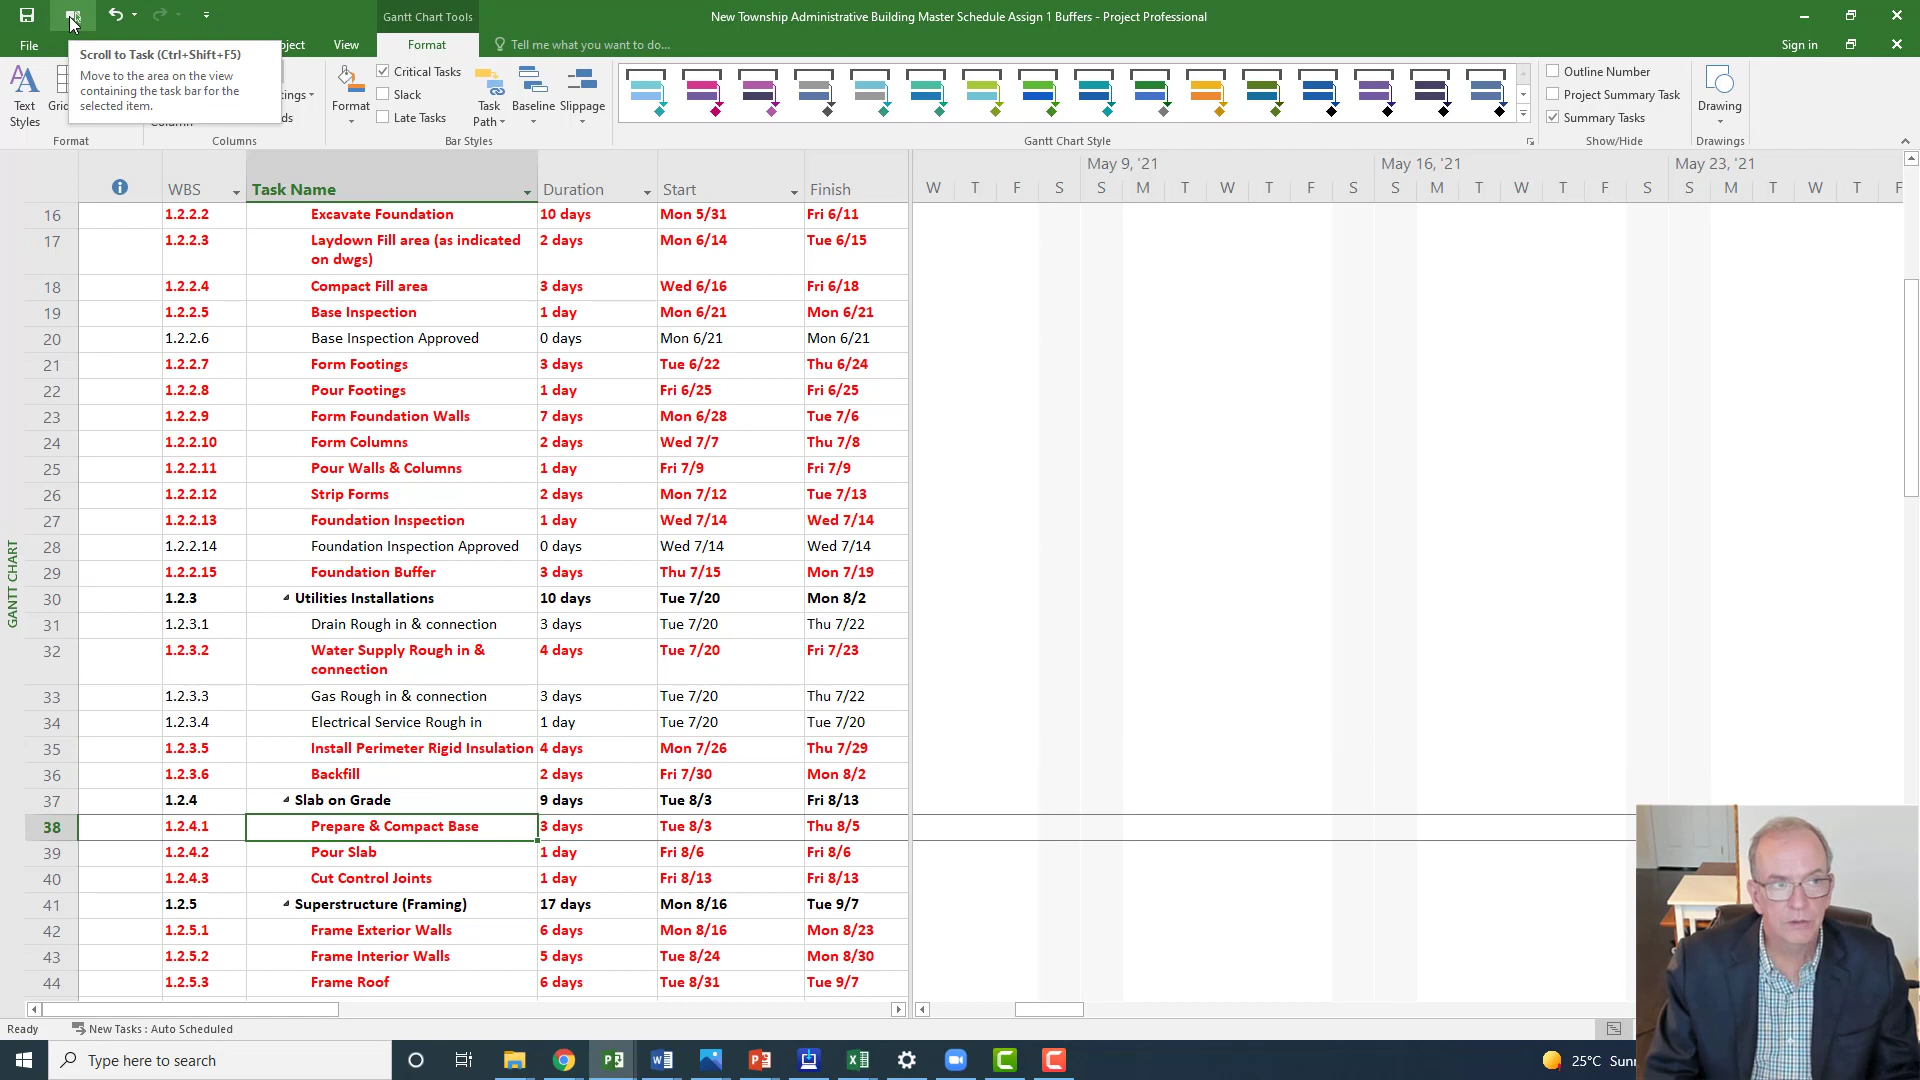 Gantt Chart Tools
New Township Administrative Building Master Schedule Assign 1 Buffers - Project Professional
File
View
Format
Tell me what you want to do...
Sign in
Scroll to Task (Ctrl+Shift+F5)
Move to the area on the view
containing the task bar for the
selected item.
Text
Styles
Format
Columns
Format
Critical Tasks
Slack
Late Tasks
Task
Path
Baseline
Slippage
Bar Styles
Gantt Chart Style
Outline Number
Project Summary Task
Summary Tasks
Show/Hide
Drawing
Drawings
WBS Task Name Duration Start Finish
May 9, '21 May 16, '21 May 23, '21
W T F S S M T W T F S S M T W T F S S M T W T F
16 1.2.2.2 Excavate Foundation 10 days Mon 5/31 Fri 6/11
17 1.2.2.3 Laydown Fill area (as indicated 2 days Mon 6/14 Tue 6/15
on dwgs)
18 1.2.2.4 Compact Fill area 3 days Wed 6/16 Fri 6/18
19 1.2.2.5 Base Inspection 1 day Mon 6/21 Mon 6/21
20 1.2.2.6 Base Inspection Approved 0 days Mon 6/21 Mon 6/21
21 1.2.2.7 Form Footings 3 days Tue 6/22 Thu 6/24
22 1.2.2.8 Pour Footings 1 day Fri 6/25 Fri 6/25
23 1.2.2.9 Form Foundation Walls 7 days Mon 6/28 Tue 7/6
24 1.2.2.10 Form Columns 2 days Wed 7/7 Thu 7/8
25 1.2.2.11 Pour Walls & Columns 1 day Fri 7/9 Fri 7/9
26 1.2.2.12 Strip Forms 2 days Mon 7/12 Tue 7/13
27 1.2.2.13 Foundation Inspection 1 day Wed 7/14 Wed 7/14
28 1.2.2.14 Foundation Inspection Approved 0 days Wed 7/14 Wed 7/14
29 1.2.2.15 Foundation Buffer 3 days Thu 7/15 Mon 7/19
30 1.2.3 Utilities Installations 10 days Tue 7/20 Mon 8/2
31 1.2.3.1 Drain Rough in & connection 3 days Tue 7/20 Thu 7/22
32 1.2.3.2 Water Supply Rough in & 4 days Tue 7/20 Fri 7/23
connection
33 1.2.3.3 Gas Rough in & connection 3 days Tue 7/20 Thu 7/22
34 1.2.3.4 Electrical Service Rough in 1 day Tue 7/20 Tue 7/20
35 1.2.3.5 Install Perimeter Rigid Insulation 4 days Mon 7/26 Thu 7/29
36 1.2.3.6 Backfill 2 days Fri 7/30 Mon 8/2
37 1.2.4 Slab on Grade 9 days Tue 8/3 Fri 8/13
38 1.2.4.1 Prepare & Compact Base 3 days Tue 8/3 Thu 8/5
39 1.2.4.2 Pour Slab 1 day Fri 8/6 Fri 8/6
40 1.2.4.3 Cut Control Joints 1 day Fri 8/13 Fri 8/13
41 1.2.5 Superstructure (Framing) 17 days Mon 8/16 Tue 9/7
42 1.2.5.1 Frame Exterior Walls 6 days Mon 8/16 Mon 8/23
43 1.2.5.2 Frame Interior Walls 5 days Tue 8/24 Mon 8/30
44 1.2.5.3 Frame Roof 6 days Tue 8/31 Tue 9/7
GANTT CHART
Ready
New Tasks : Auto Scheduled
Type here to search
25°C